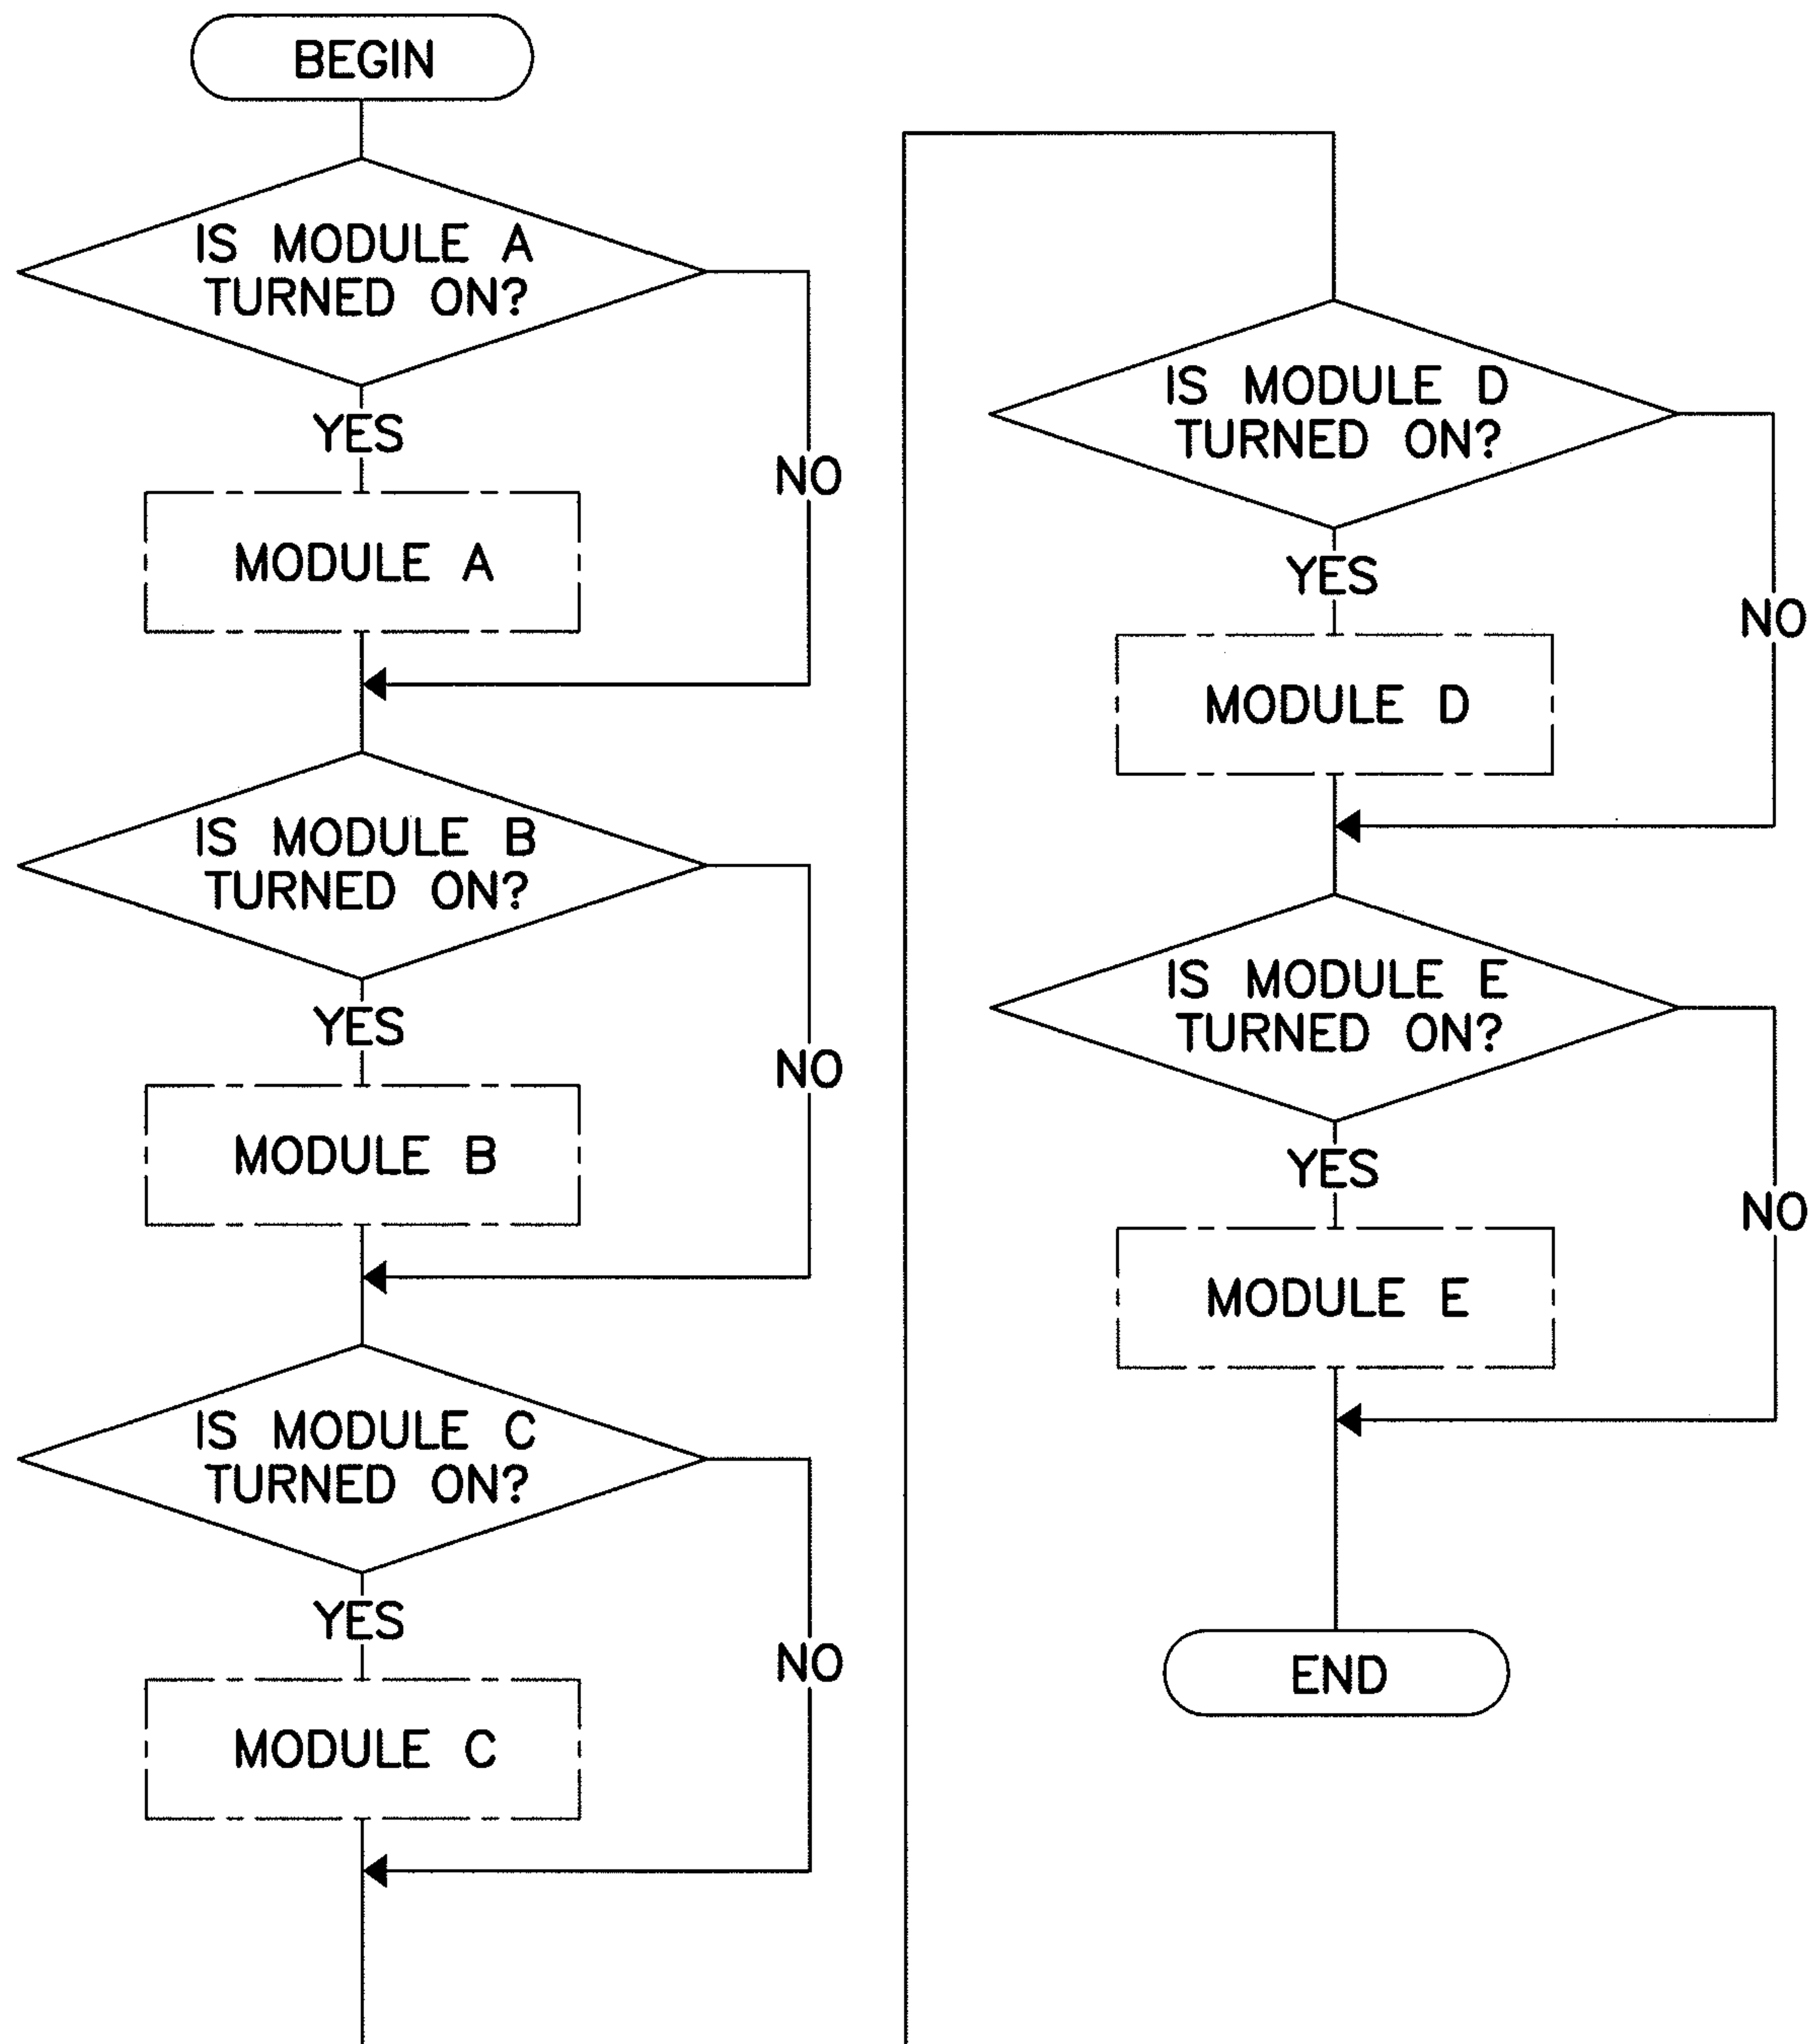 BEGIN
IS MODULE A
TURNED ON?
YES
NO
MODULE A
IS MODULE B
TURNED ON?
YES
NO
MODULE B
IS MODULE C
TURNED ON?
YES
NO
MODULE C
IS MODULE D
TURNED ON?
YES
NO
MODULE D
IS MODULE E
TURNED ON?
YES
NO
MODULE E
END